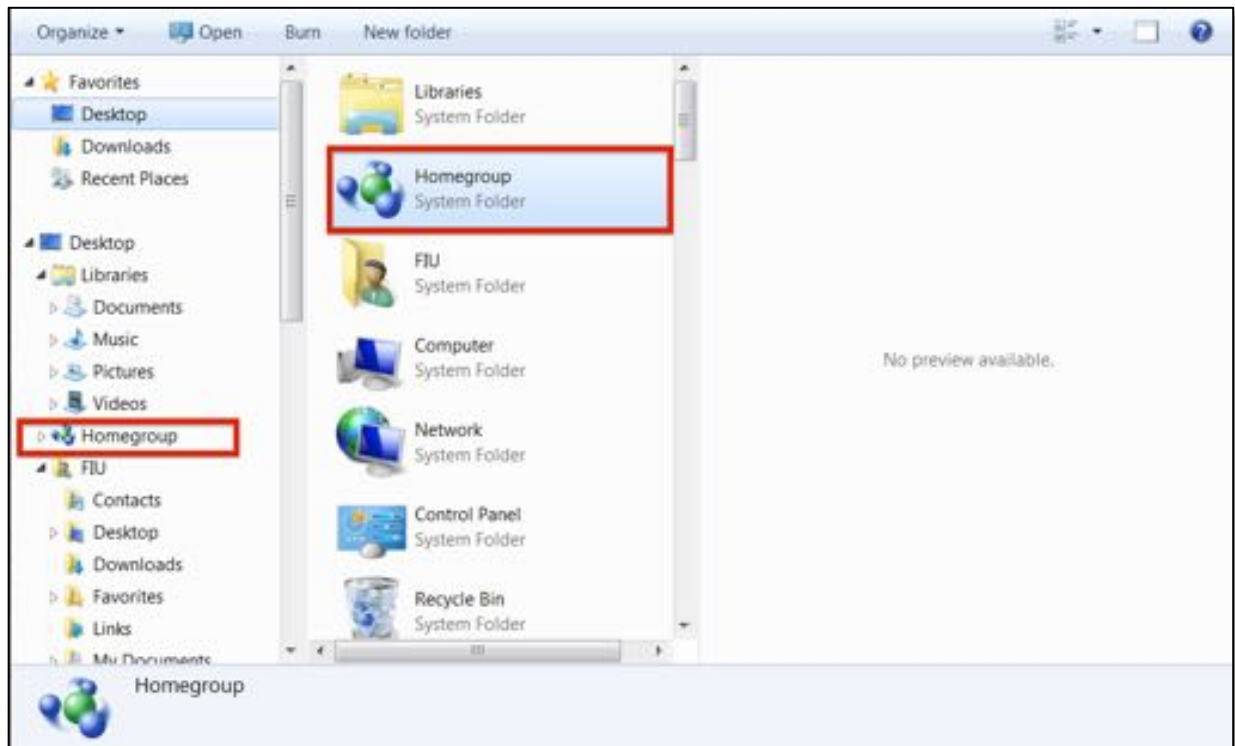 Organize Open Burn New folder
Favorites
Desktop
Downloads
Recent Places
Desktop
Libraries
Documents
Music
Pictures
Videos
Homegroup
FIU
Contacts
Desktop
Downloads
Favorites
Links
My Documents
Libraries
System Folder
Homegroup
System Folder
FIU
System Folder
Computer
System Folder
Network
System Folder
Control Panel
System Folder
Recycle Bin
System Folder
No preview available.
Homegroup